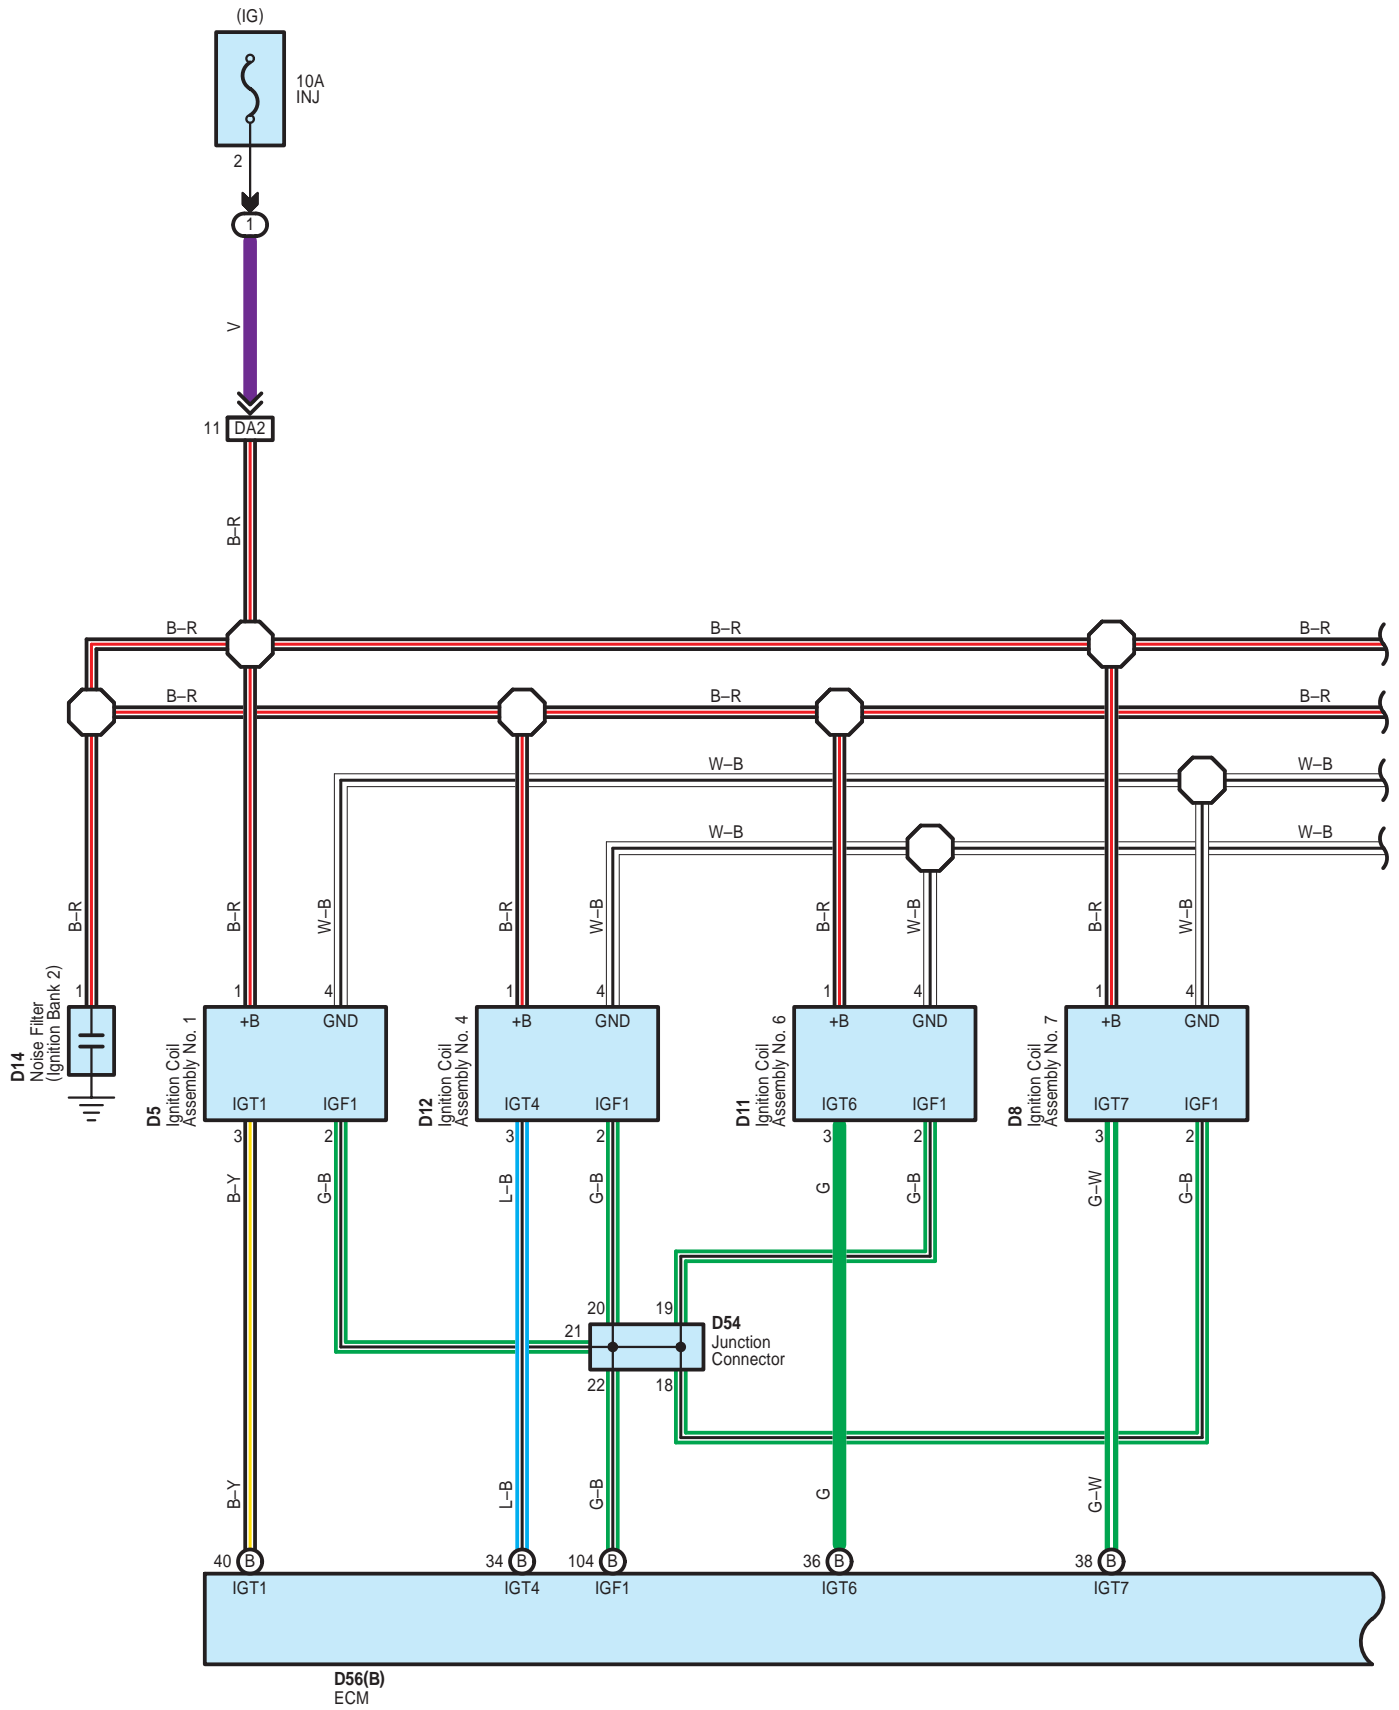 (IG)
10A
INJ
2
1
V
11
DA2
B–R
B–R
B–R
B–R
B–R
B–R
B–R
W–B
W–B
W–B
W–B
B–R
B–R
W–B
B–R
W–B
B–R
W–B
B–R
W–B
1
1
4
1
4
1
4
1
4
D14
Noise Filter
(Ignition Bank 2)
D5
Ignition Coil
Assembly No. 1
+B
GND
IGT1
IGF1
D12
Ignition Coil
Assembly No. 4
+B
GND
IGT4
IGF1
D11
Ignition Coil
Assembly No. 6
+B
GND
IGT6
IGF1
D8
Ignition Coil
Assembly No. 7
+B
GND
IGT7
IGF1
3
2
3
2
3
2
3
2
B–Y
G–B
L–B
G–B
G
G–B
G–W
G–B
20
19
21
D54
Junction
Connector
22
18
B–Y
L–B
G–B
G
G–W
40
B
34
B
104
B
36
B
38
B
IGT1
IGT4
IGF1
IGT6
IGT7
D56(B)
ECM